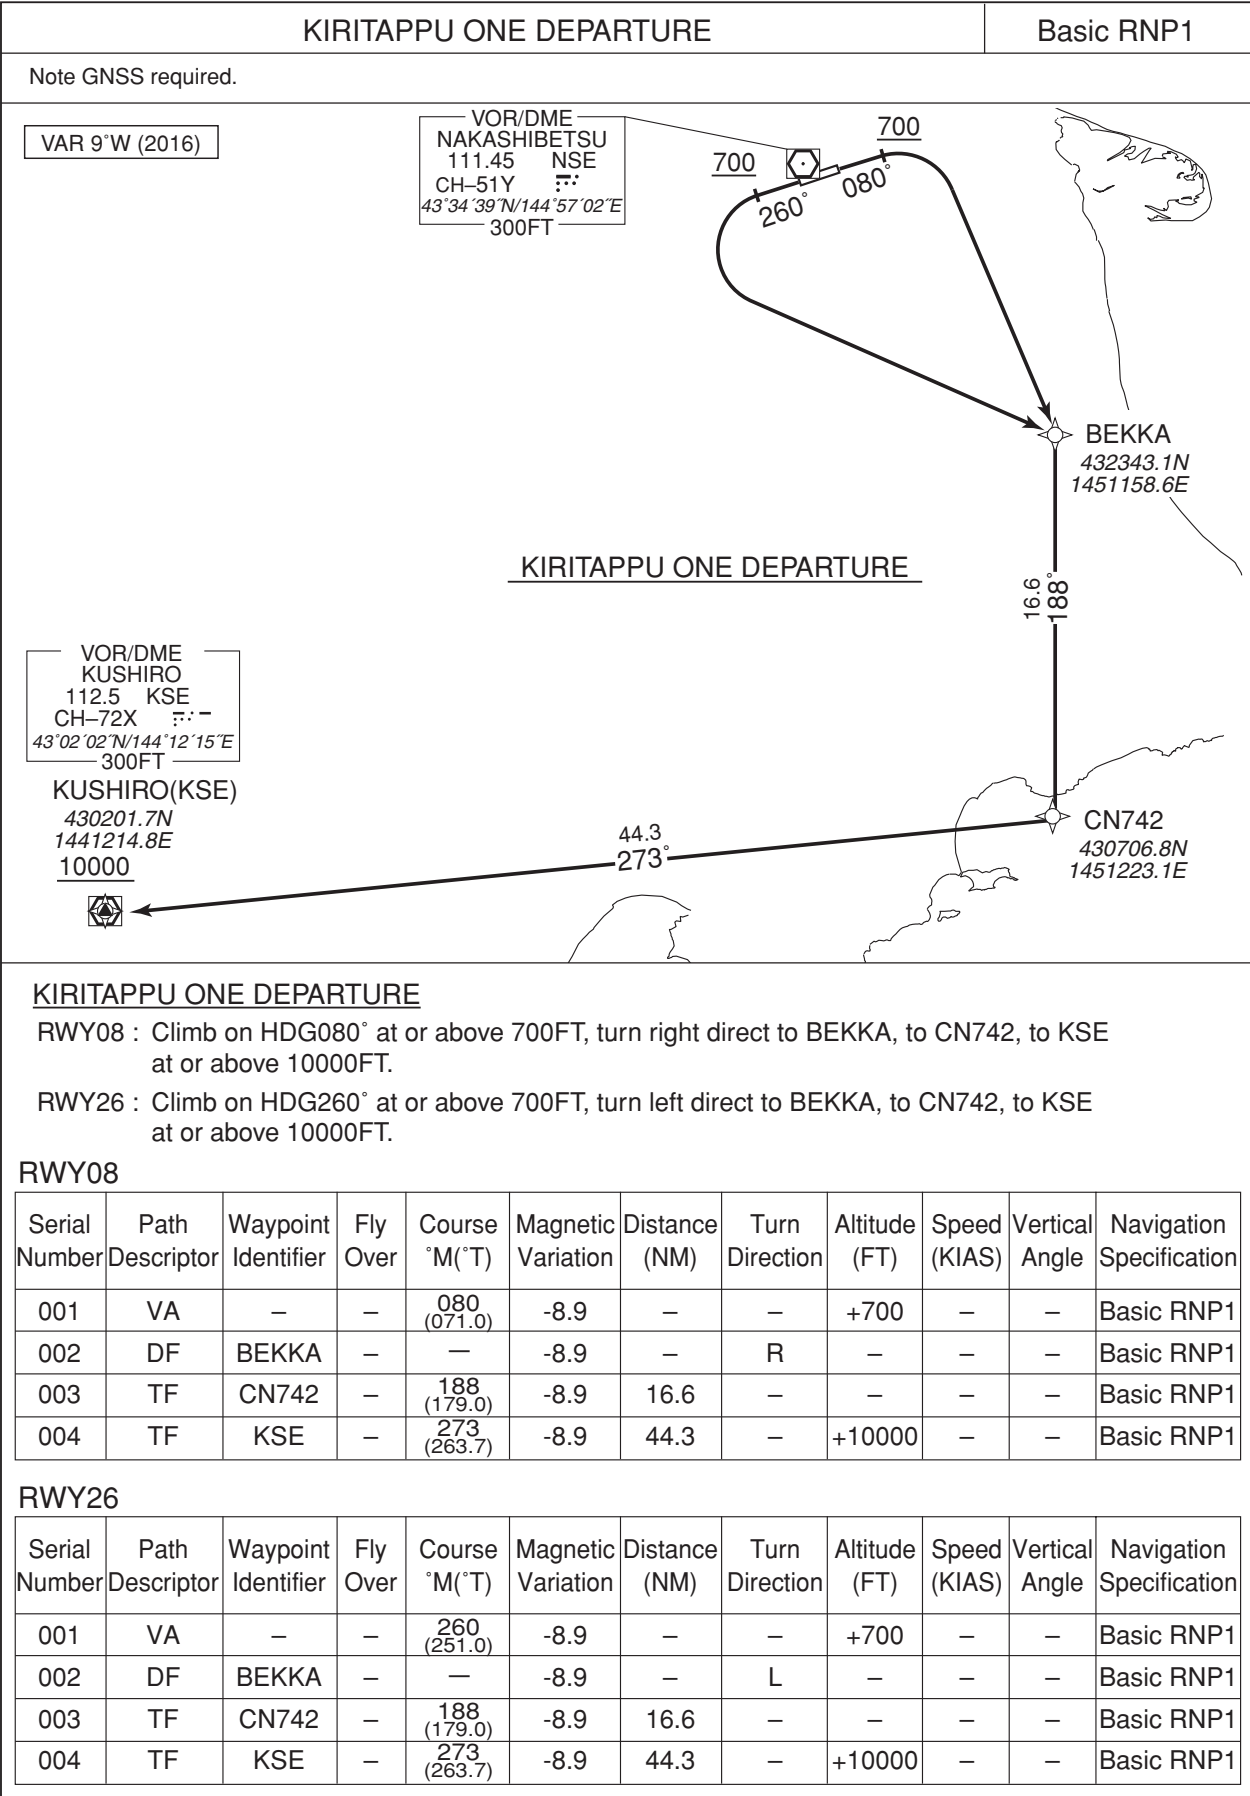 KIRITAPPU ONE DEPARTURE
Basic RNP1
Note GNSS required.
VAR 9˚W (2016)
VOR/DME
NAKASHIBETSU
111.45 NSE
CH–51Y
43˚34´39˝N/144˚57´02˝E
300FT
700
700
260˚
080˚
BEKKA
432343.1N
1451158.6E
KIRITAPPU ONE DEPARTURE
16.6
188˚
VOR/DME
KUSHIRO
112.5 KSE
CH–72X
43˚02´02˝N/144˚12´15˝E
300FT
KUSHIRO(KSE)
430201.7N
1441214.8E
10000
44.3
273˚
CN742
430706.8N
1451223.1E
KIRITAPPU ONE DEPARTURE
RWY08 : Climb on HDG080˚ at or above 700FT, turn right direct to BEKKA, to CN742, to KSE
at or above 10000FT.
RWY26 : Climb on HDG260˚ at or above 700FT, turn left direct to BEKKA, to CN742, to KSE
at or above 10000FT.
RWY08
Serial Path Waypoint Fly Course Magnetic Distance Turn Altitude Speed Vertical Navigation
Number Descriptor Identifier Over ˚M(˚T) Variation (NM) Direction (FT) (KIAS) Angle Specification
001 VA – – 080 (071.0) -8.9 – – +700 – – Basic RNP1
002 DF BEKKA – — -8.9 – R – – – Basic RNP1
003 TF CN742 – 188 (179.0) -8.9 16.6 – – – – Basic RNP1
004 TF KSE – 273 (263.7) -8.9 44.3 – +10000 – – Basic RNP1
RWY26
Serial Path Waypoint Fly Course Magnetic Distance Turn Altitude Speed Vertical Navigation
Number Descriptor Identifier Over ˚M(˚T) Variation (NM) Direction (FT) (KIAS) Angle Specification
001 VA – – 260 (251.0) -8.9 – – +700 – – Basic RNP1
002 DF BEKKA – — -8.9 – L – – – Basic RNP1
003 TF CN742 – 188 (179.0) -8.9 16.6 – – – – Basic RNP1
004 TF KSE – 273 (263.7) -8.9 44.3 – +10000 – – Basic RNP1